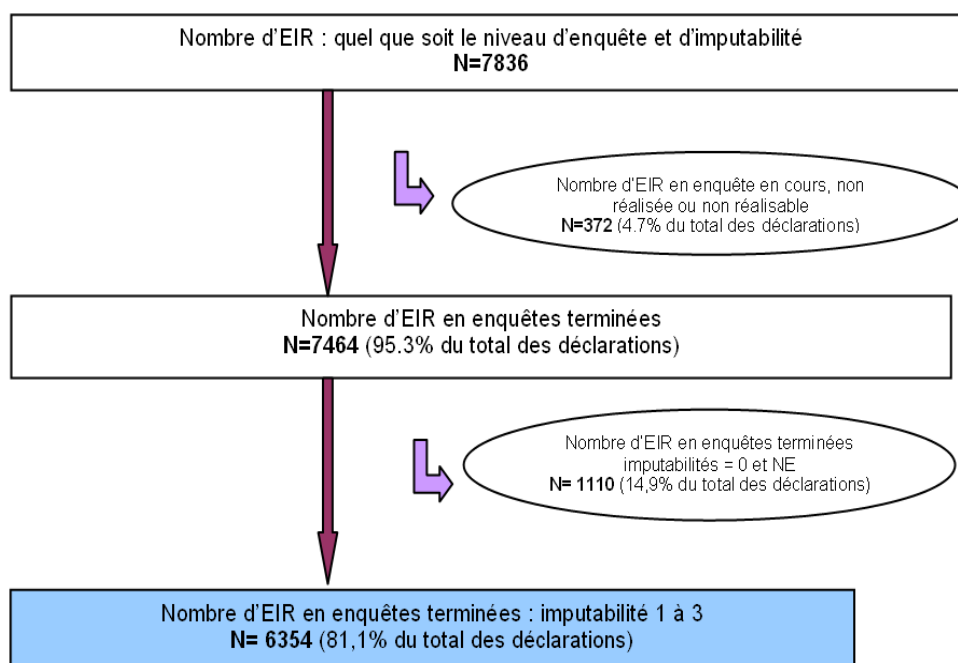 Nombre d'EIR : quel que soit le niveau d'enquête et d'imputabilité
N=7836
Nombre d'EIR en enquête en cours, non
réalisée ou non réalisable
N=372 (4.7% du total des déclarations)
Nombre d'EIR en enquêtes terminées
N=7464 (95.3% du total des déclarations)
Nombre d'EIR en enquêtes terminées
imputabilités = 0 et NE
N= 1110 (14,9% du total des déclarations)
Nombre d'EIR en enquêtes terminées : imputabilité 1 à 3
N= 6354 (81,1% du total des déclarations)